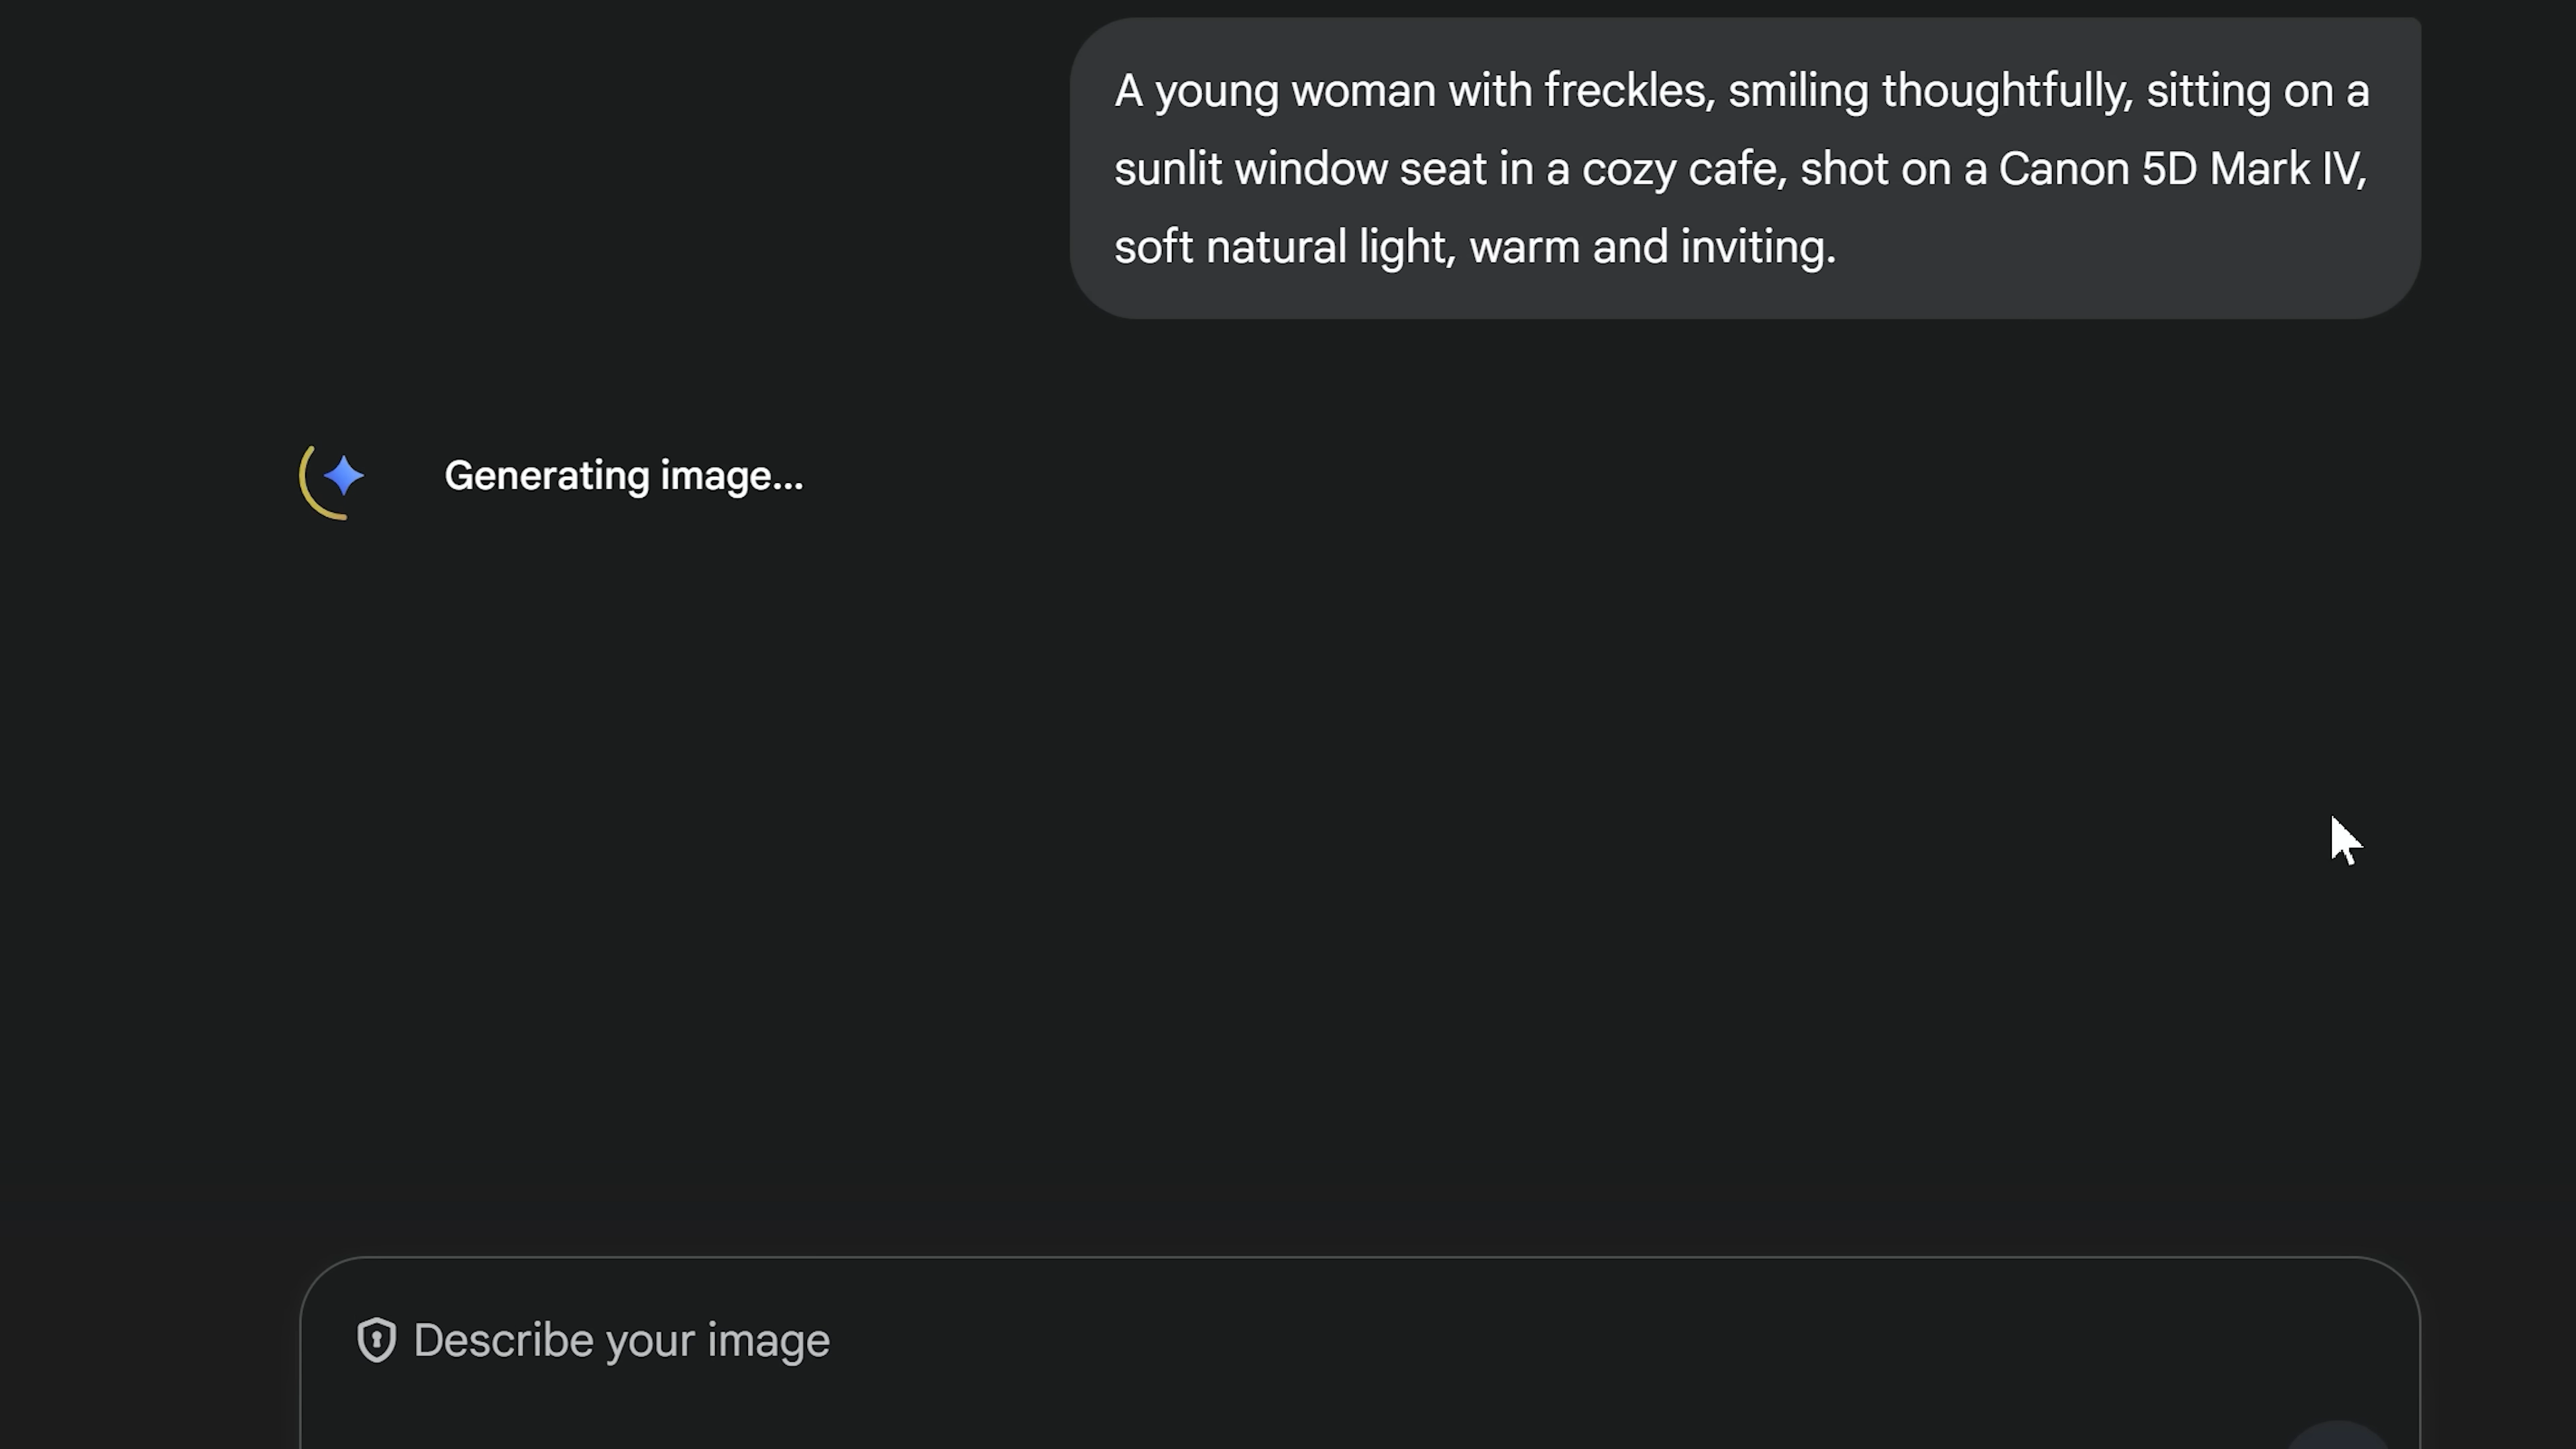 A young woman with freckles, smiling thoughtfully, sitting on a
sunlit window seat in a cozy cafe, shot on a Canon 5D Mark IV,
soft natural light, warm and inviting.
Generating image...
Describe your image